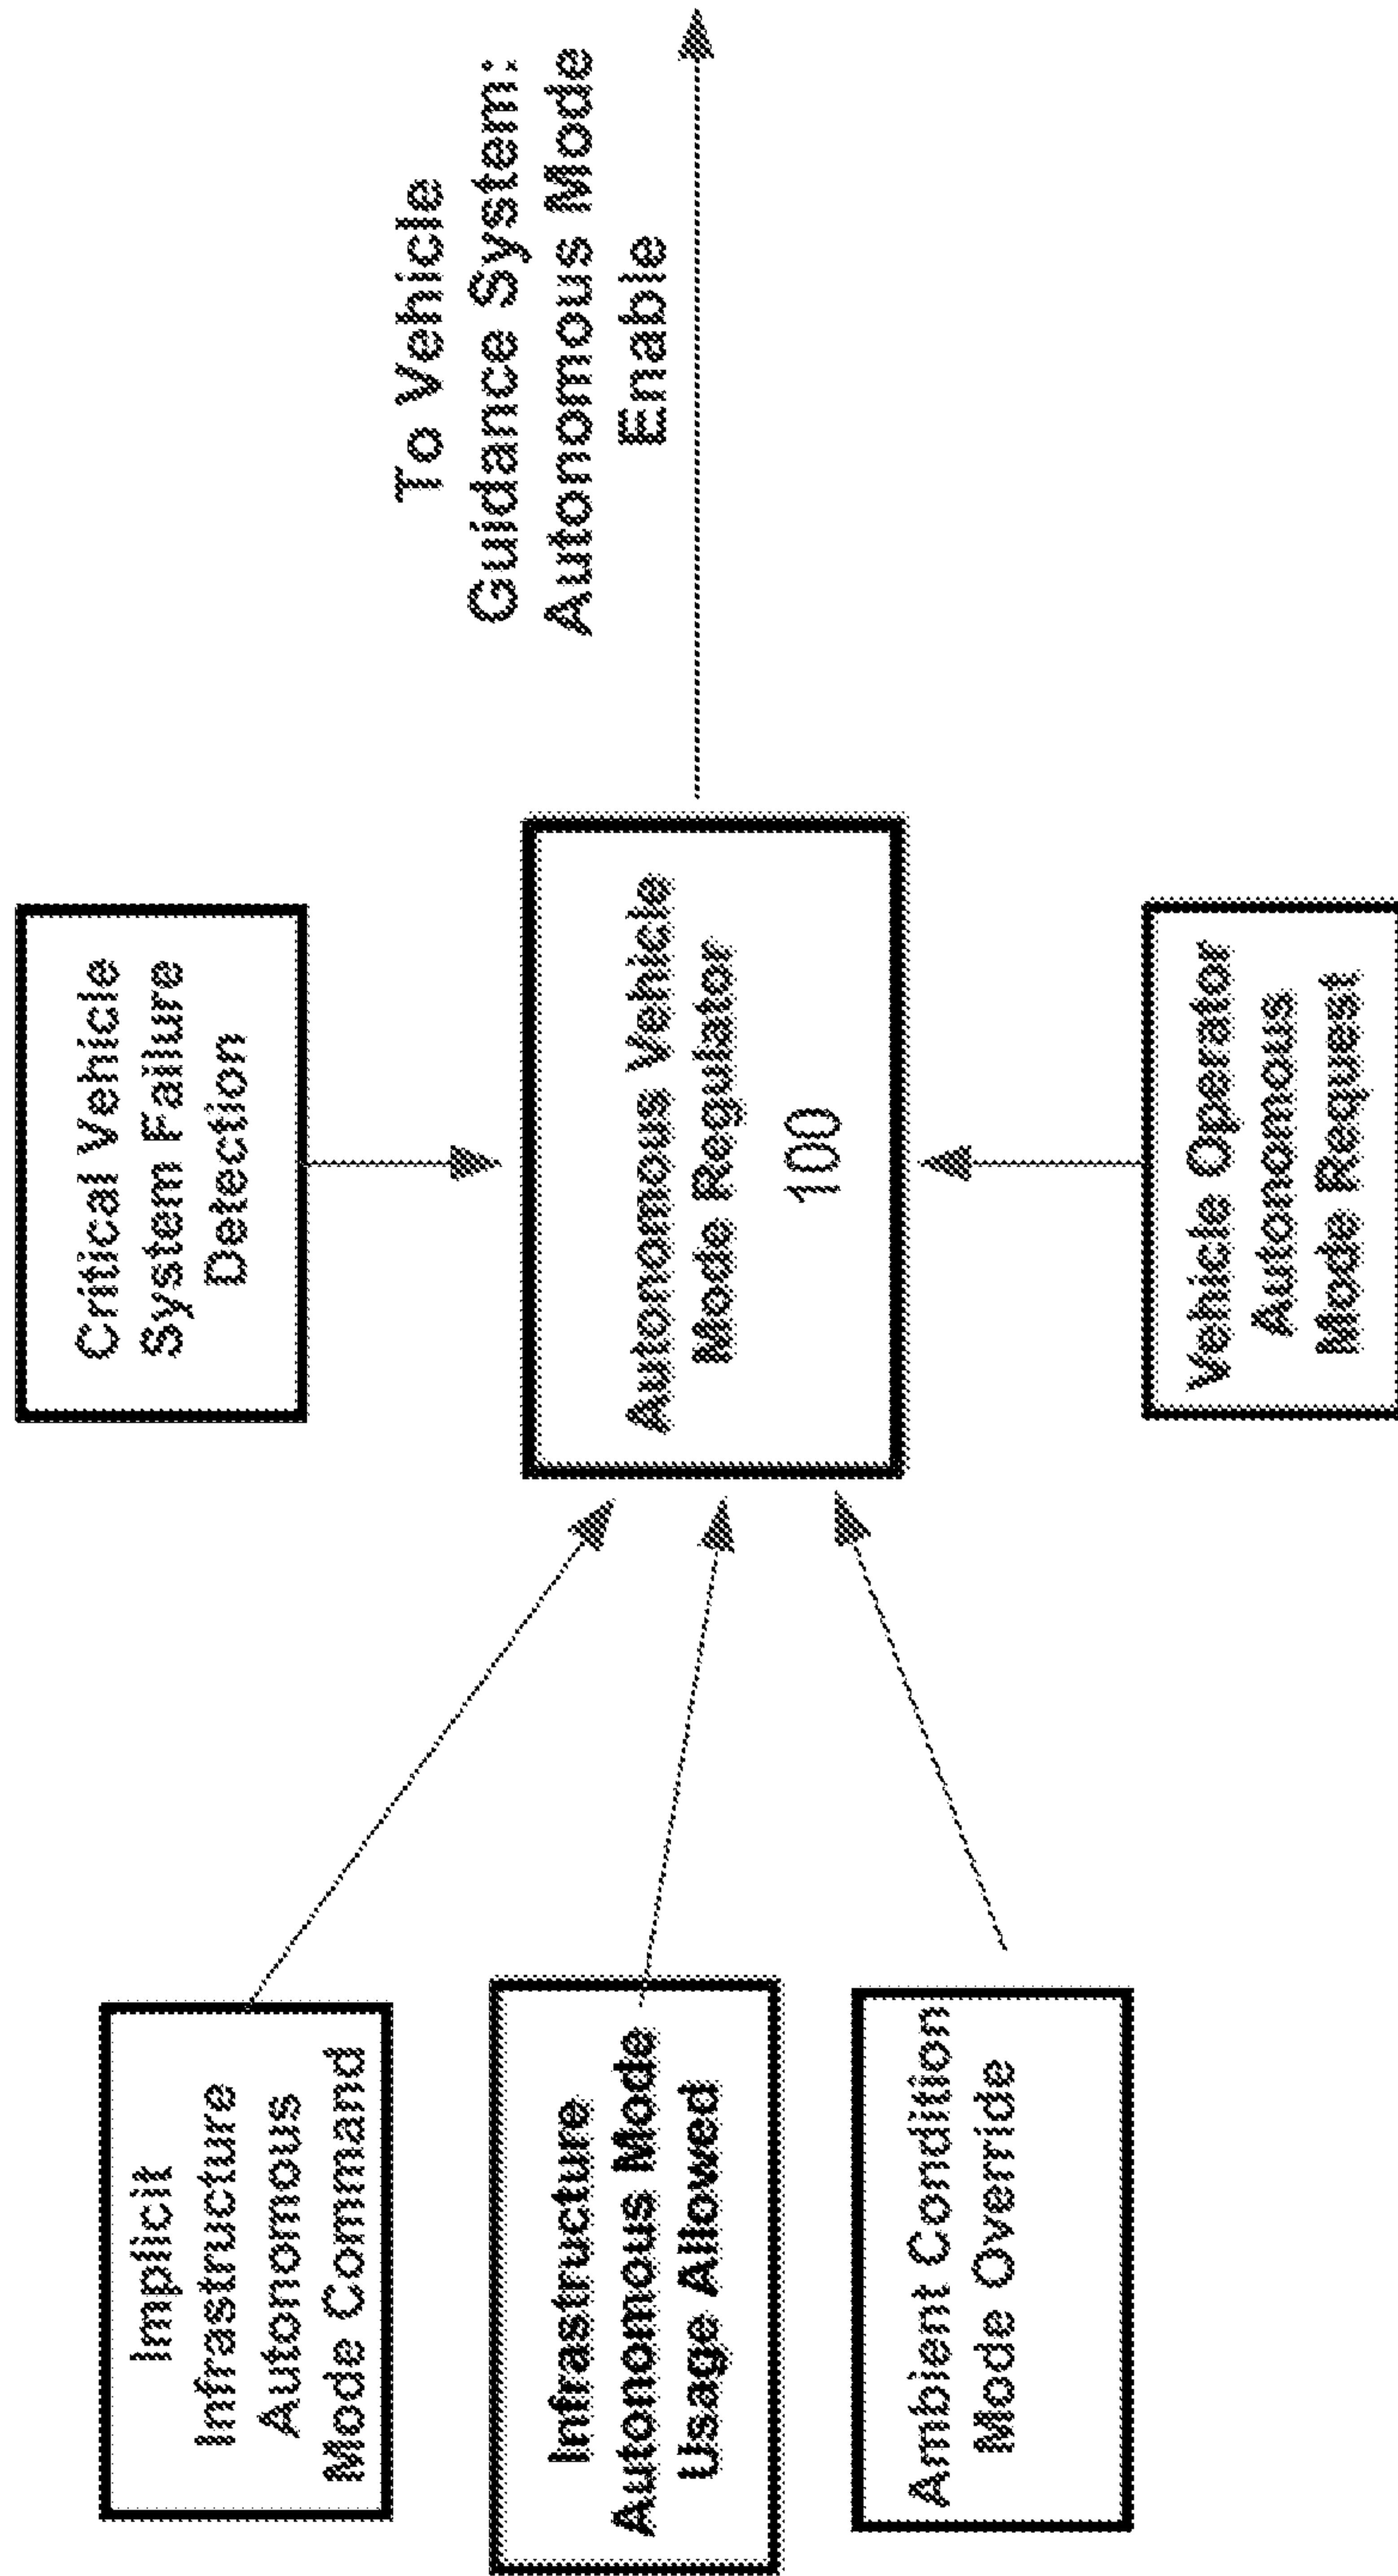 Critical Vehicle
System Failure
Detection
To Vehicle
Guidance System:
Autonomous Mode
Enable
Implicit
Infrastructure
Autonomous
Mode Command
Infrastructure
Autonomous Mode
Usage Allowed
Ambient Condition
Mode Override
Autonomous Vehicle
Mode Regulator
100
Vehicle Operator
Autonomous
Mode Request